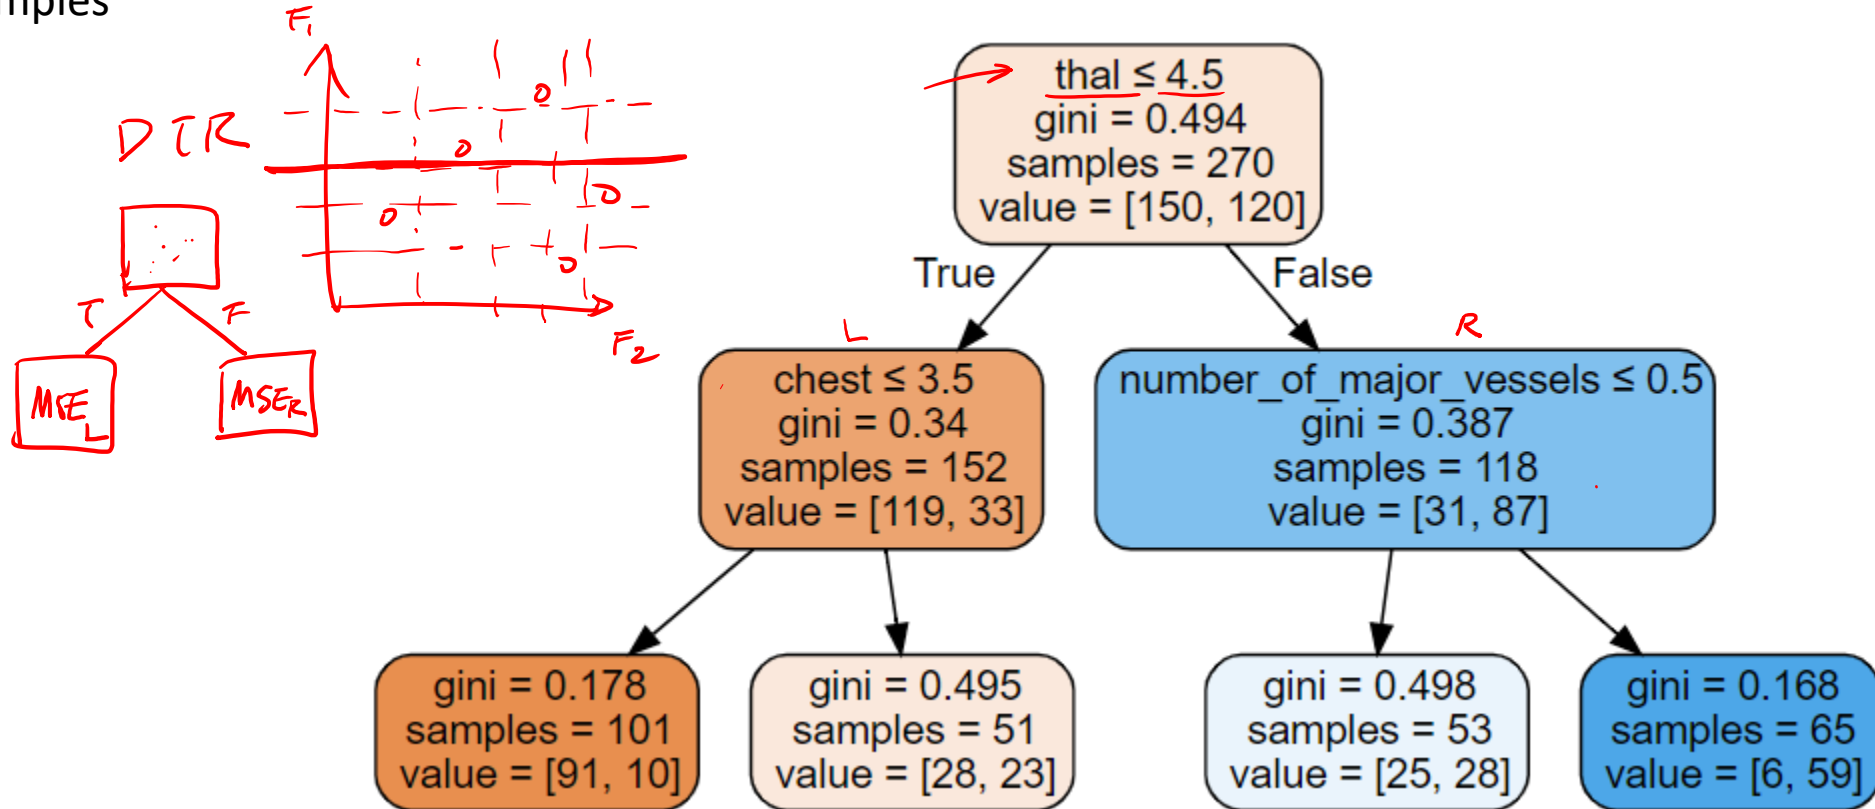 mples
F₁
DTR
T
F
MSE_L
MSE_R
F₂
thal ≤ 4.5
gini = 0.494
samples = 270
value = [150, 120]
True
False
L
R
chest ≤ 3.5
gini = 0.34
samples = 152
value = [119, 33]
number_of_major_vessels ≤ 0.5
gini = 0.387
samples = 118
value = [31, 87]
gini = 0.178
samples = 101
value = [91, 10]
gini = 0.495
samples = 51
value = [28, 23]
gini = 0.498
samples = 53
value = [25, 28]
gini = 0.168
samples = 65
value = [6, 59]